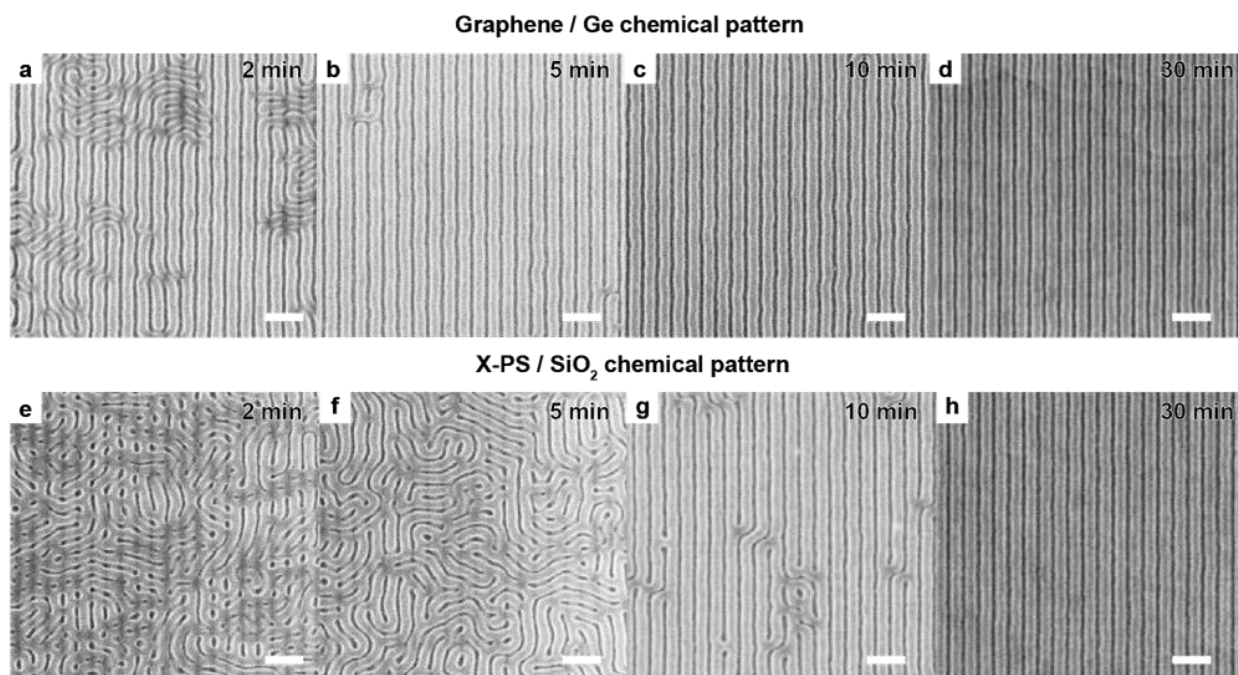 Graphene / Ge chemical pattern
a 2 min b 5 min c 10 min d 30 min
X-PS / SiO₂ chemical pattern
e 2 min f 5 min g 10 min h 30 min